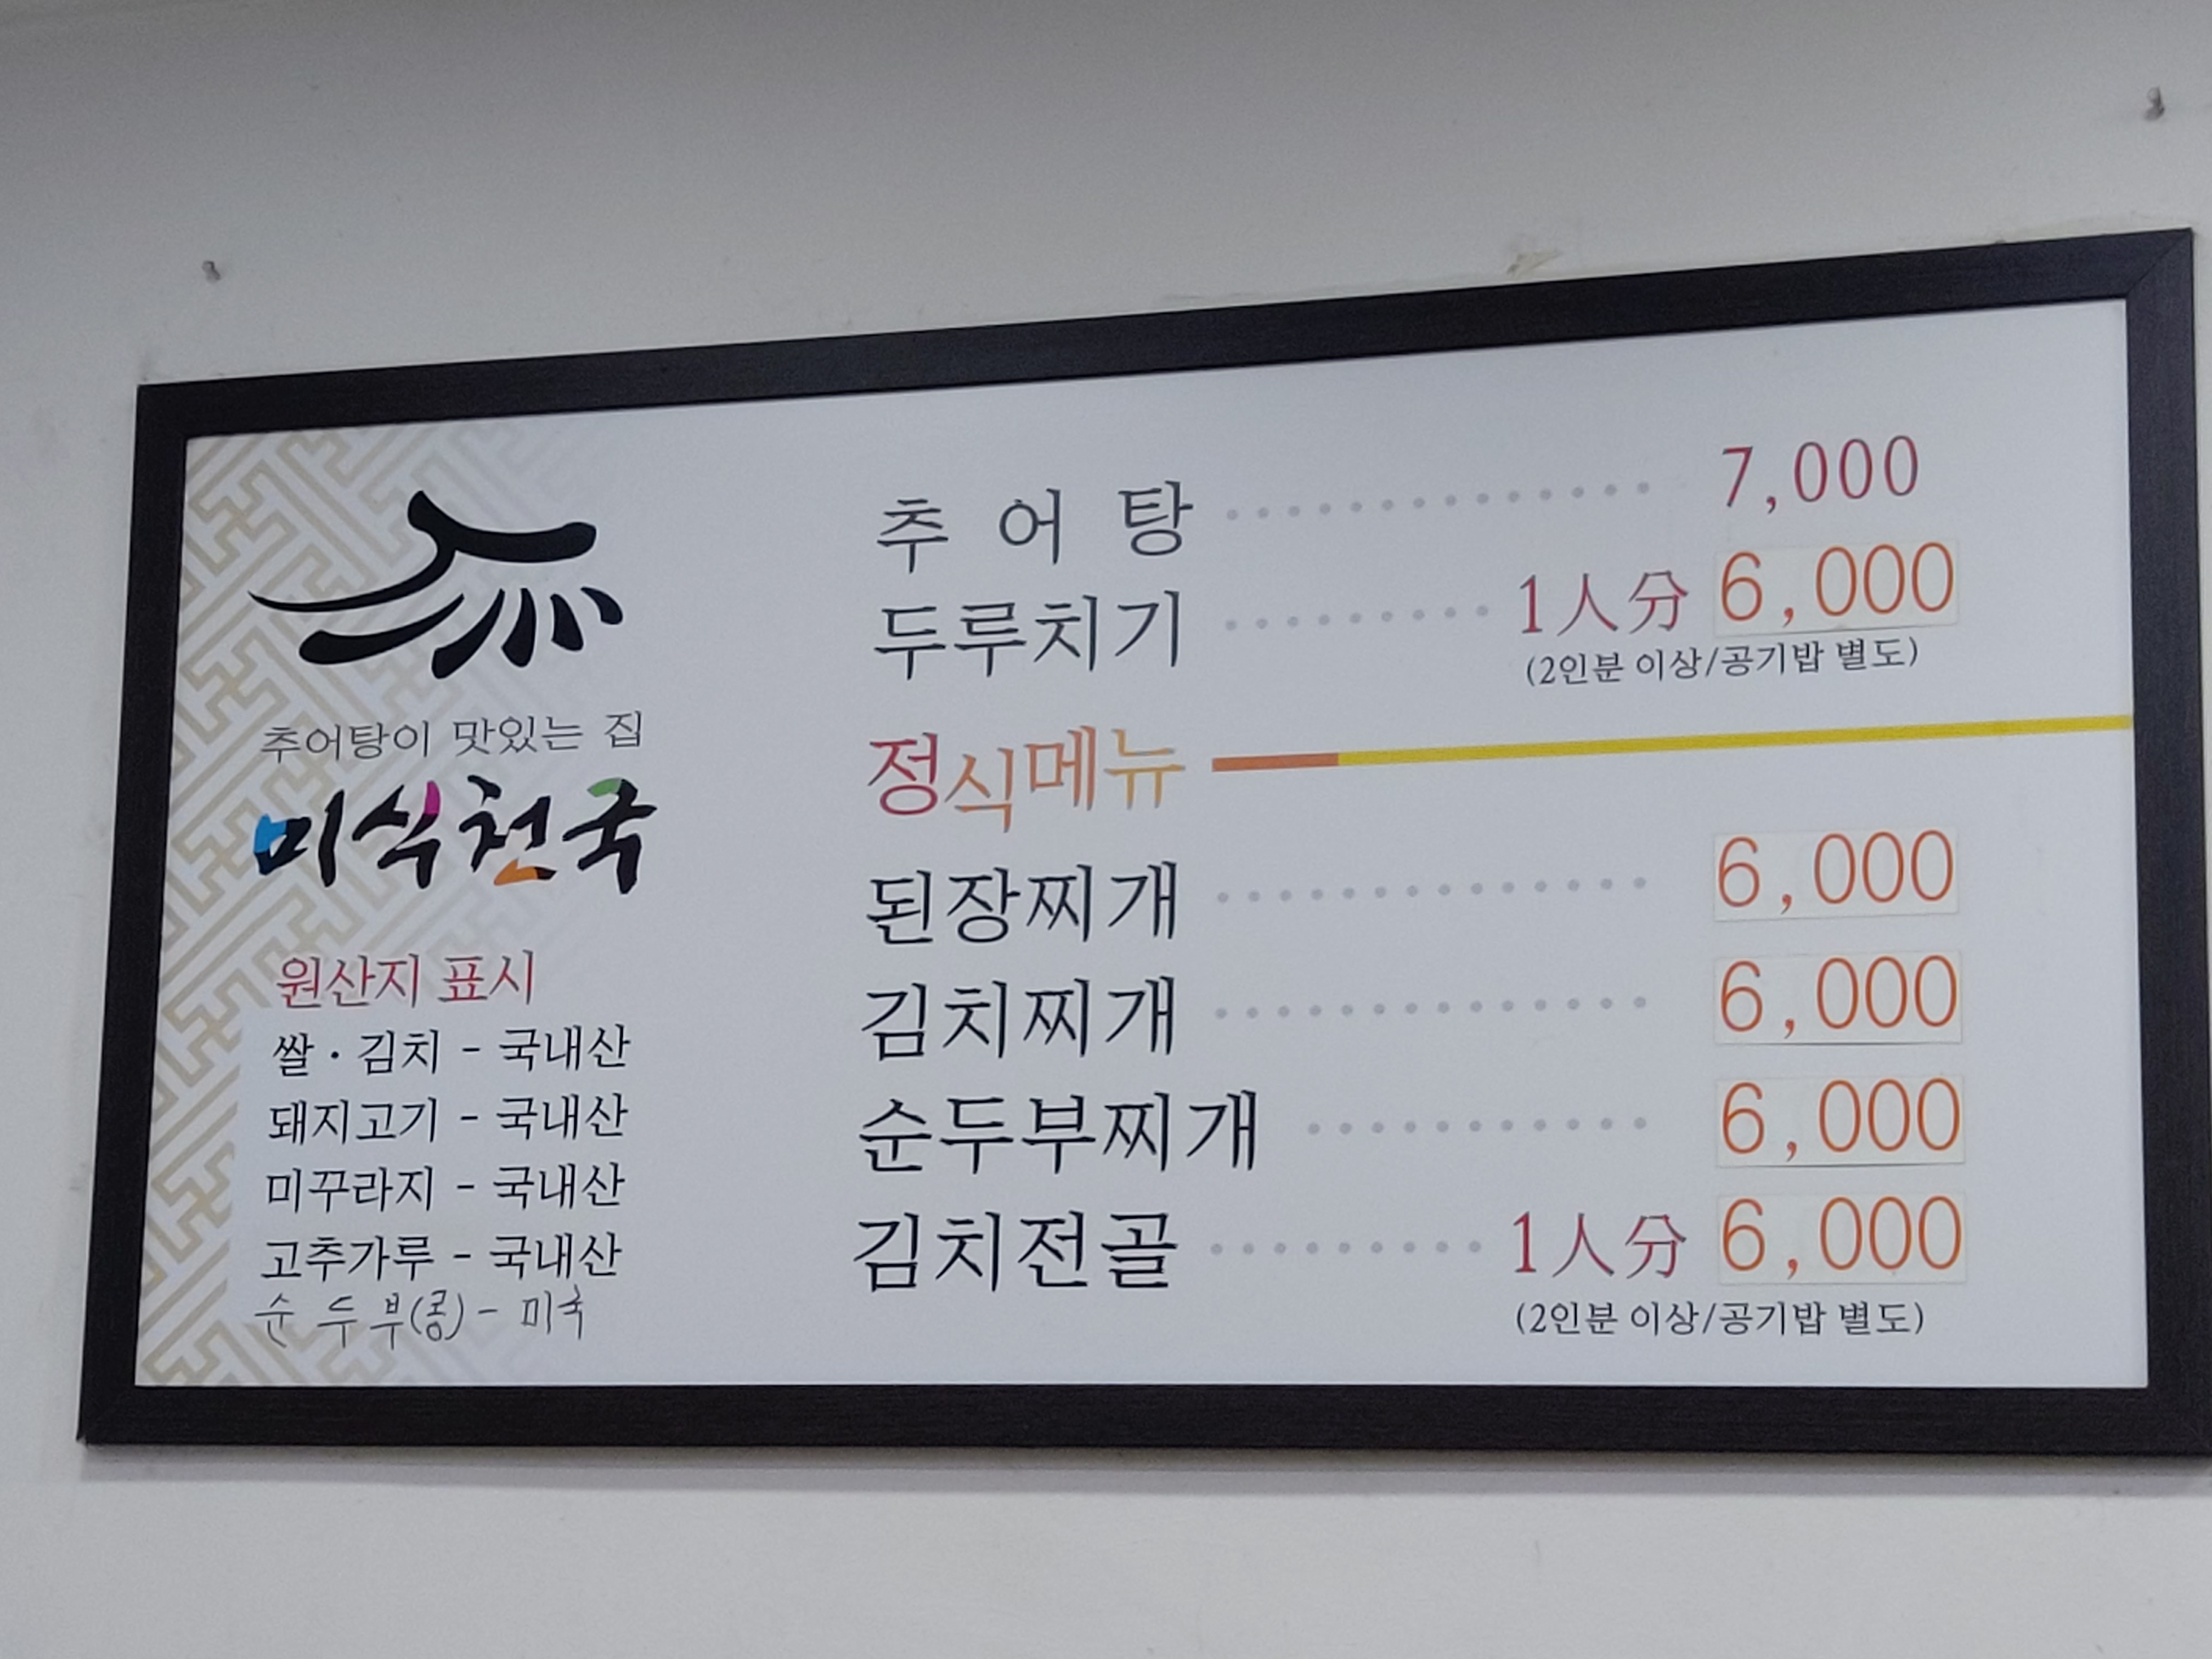 추어탕이 맛있는 집
미식천국
원산지 표시
쌀·김치 - 국내산
돼지고기 - 국내산
미꾸라지 - 국내산
고추가루 - 국내산
순두부(콩) - 미국
추어탕 7,000
두루치기 1人分 6,000
(2인분 이상/공기밥 별도)
정식메뉴
된장찌개 6,000
김치찌개 6,000
순두부찌개 6,000
김치전골 1人分 6,000
(2인분 이상/공기밥 별도)